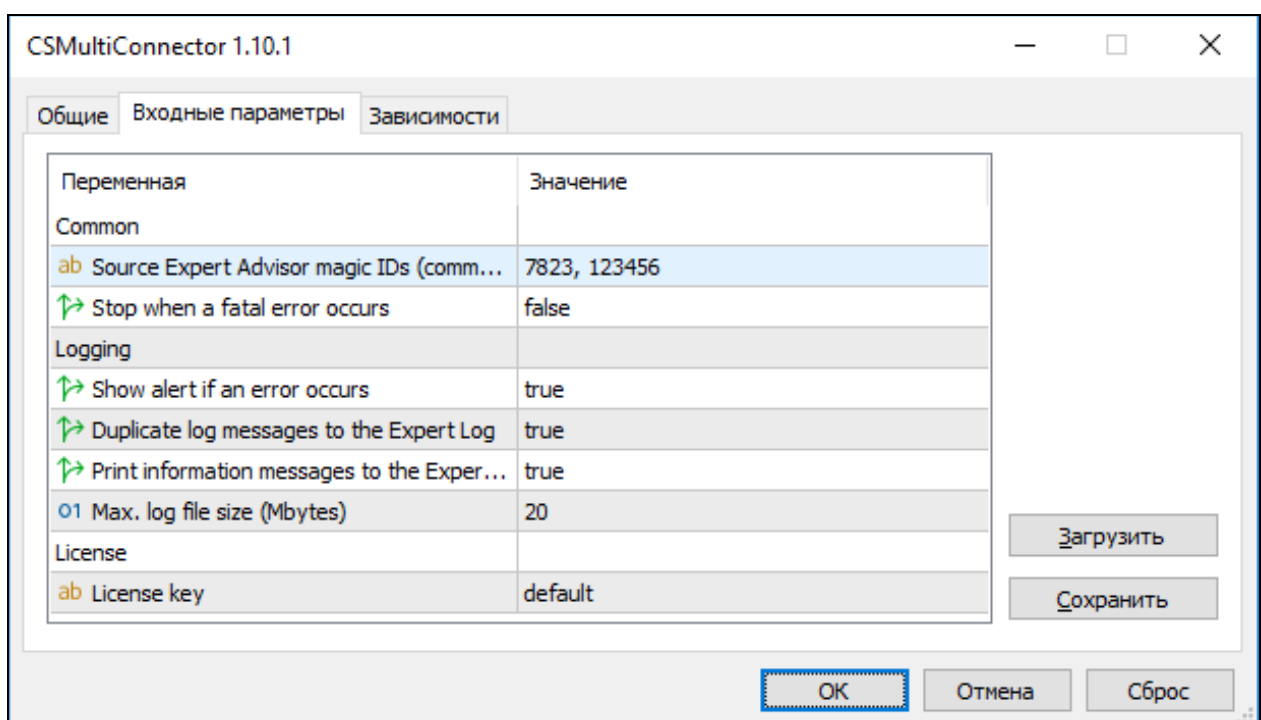 CSMultiConnector 1.10.1
Общие Входные параметры Зависимости
Переменная Значение
Common
ab Source Expert Advisor magic IDs (comm... 7823, 123456
Stop when a fatal error occurs false
Logging
Show alert if an error occurs true
Duplicate log messages to the Expert Log true
Print information messages to the Exper... true
01 Max. log file size (Mbytes) 20
License
ab License key default
Загрузить
Сохранить
OK Отмена Сброс